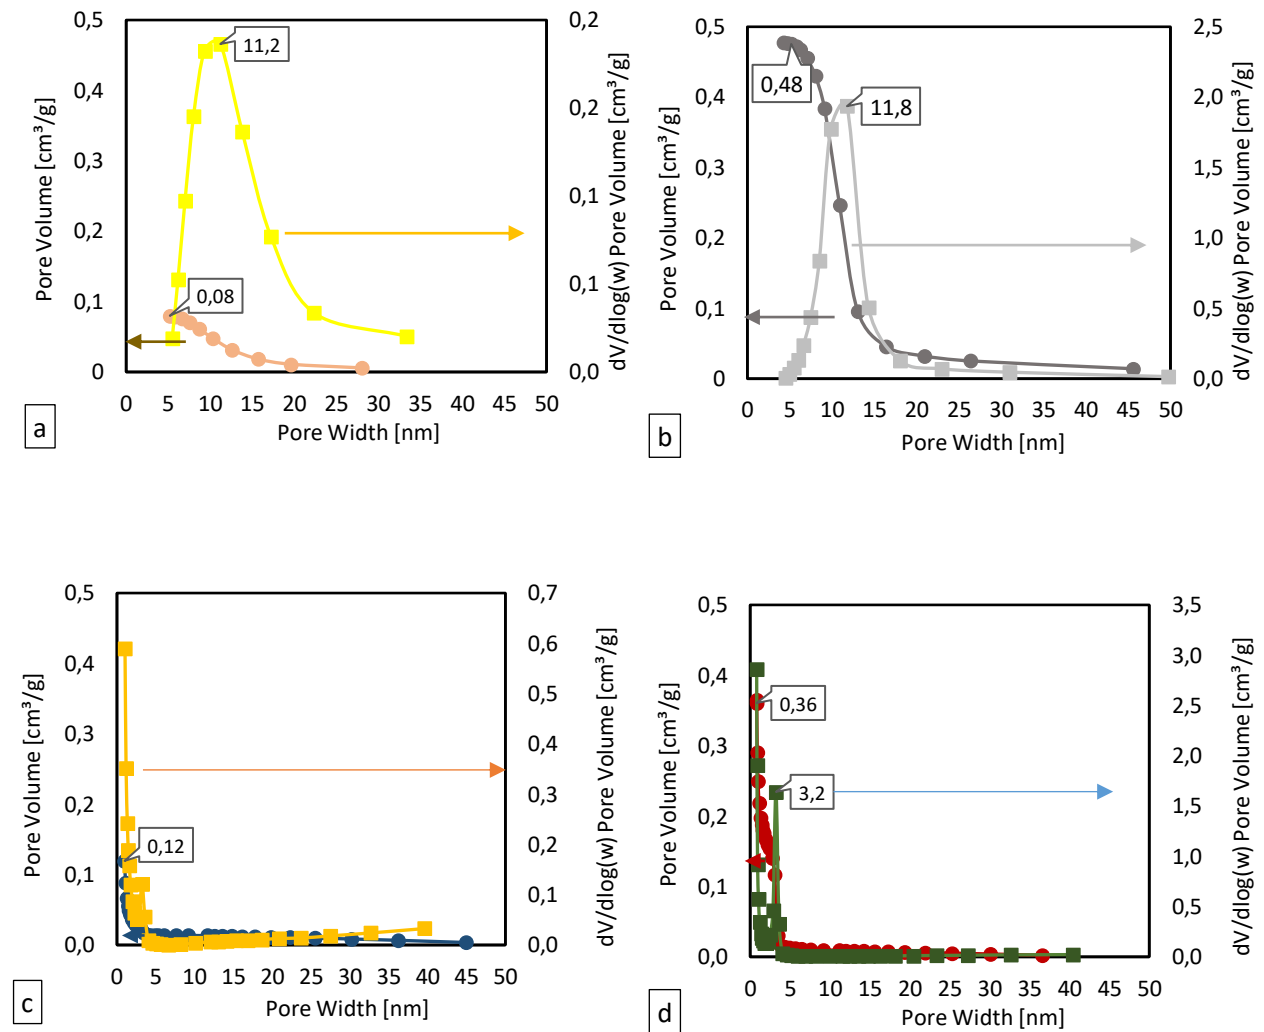 0,5
0,4
0,3
0,2
0,1
0
Pore Volume [cm³/g]
0,2
0,2
0,1
0,1
0,0
dV/dlog(w) Pore Volume [cm³/g]
11,2
0,08
0 5 10 15 20 25 30 35 40 45 50
Pore Width [nm]
a
0,5
0,4
0,3
0,2
0,1
0
Pore Volume [cm³/g]
2,5
2,0
1,5
1,0
0,5
0,0
dV/dlog(w) Pore Volume [cm³/g]
0,48
11,8
0 5 10 15 20 25 30 35 40 45 50
Pore Width [nm]
b
0,5
0,4
0,3
0,2
0,1
0,0
Pore Volume [cm³/g]
0,7
0,6
0,5
0,4
0,3
0,2
0,1
0,0
dV/dlog(w) Pore Volume [cm³/g]
0,12
0 5 10 15 20 25 30 35 40 45 50
Pore Width [nm]
c
0,5
0,4
0,3
0,2
0,1
0,0
Pore Volume [cm³/g]
3,5
3,0
2,5
2,0
1,5
1,0
0,5
0,0
dV/dlog(w) Pore Volume [cm³/g]
0,36
3,2
0 5 10 15 20 25 30 35 40 45 50
Pore Width [nm]
d